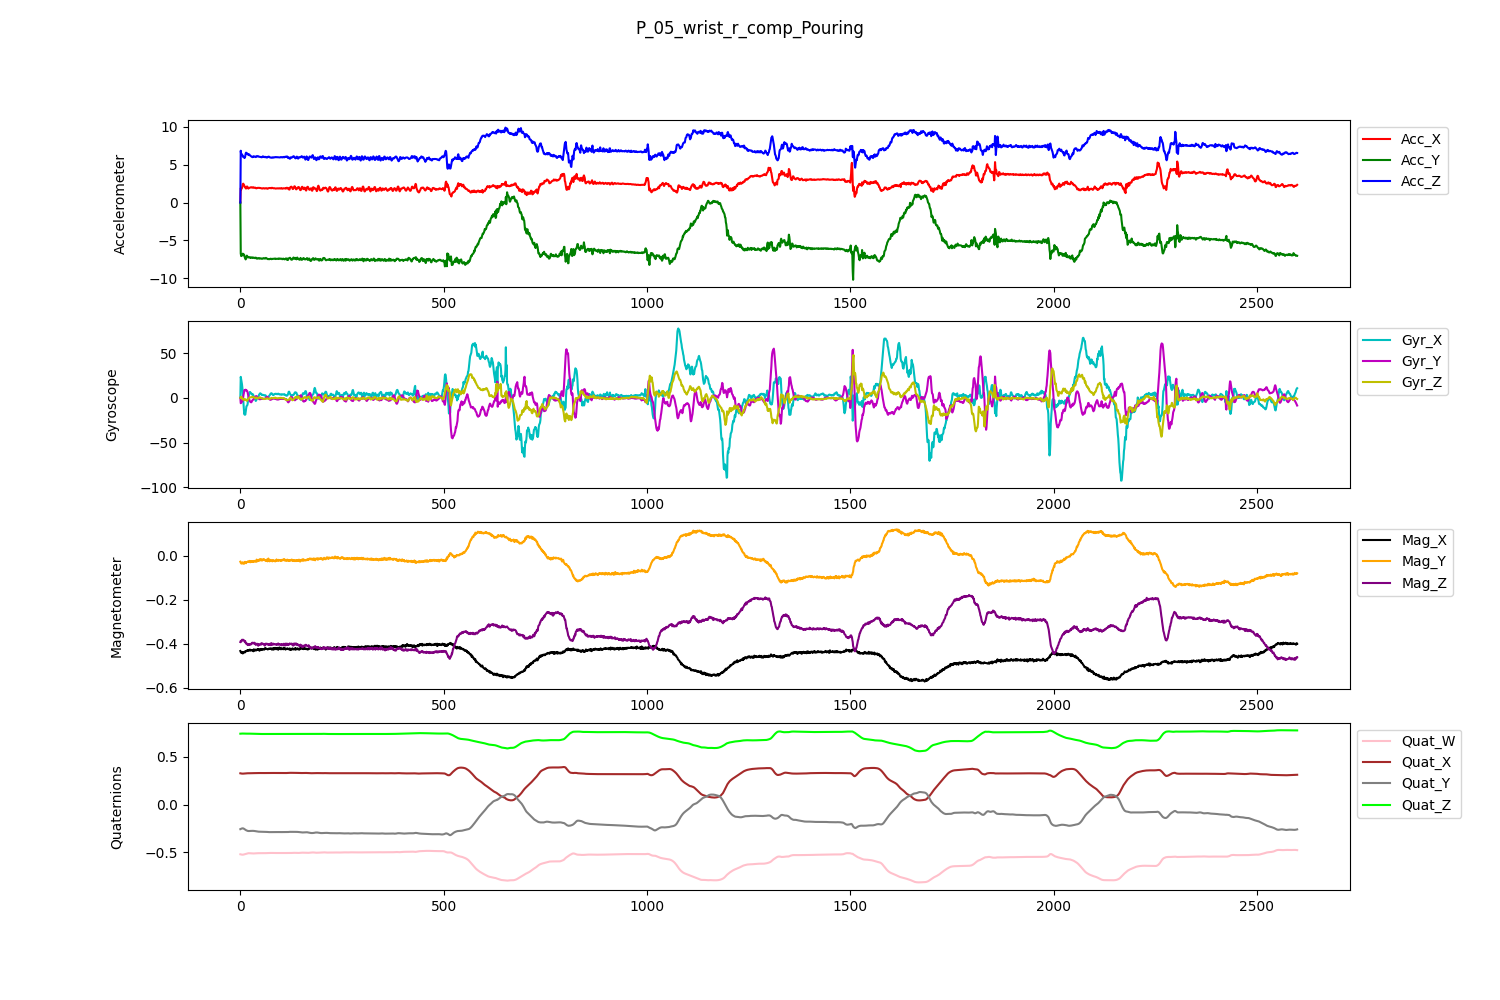 P_05_wrist_r_comp_Pouring
Accelerometer
10
5
0
−5
−10
0 500 1000 1500 2000 2500
Acc_X
Acc_Y
Acc_Z
Gyroscope
50
0
−50
−100
0 500 1000 1500 2000 2500
Gyr_X
Gyr_Y
Gyr_Z
Magnetometer
0.0
−0.2
−0.4
−0.6
0 500 1000 1500 2000 2500
Mag_X
Mag_Y
Mag_Z
Quaternions
0.5
0.0
−0.5
0 500 1000 1500 2000 2500
Quat_W
Quat_X
Quat_Y
Quat_Z